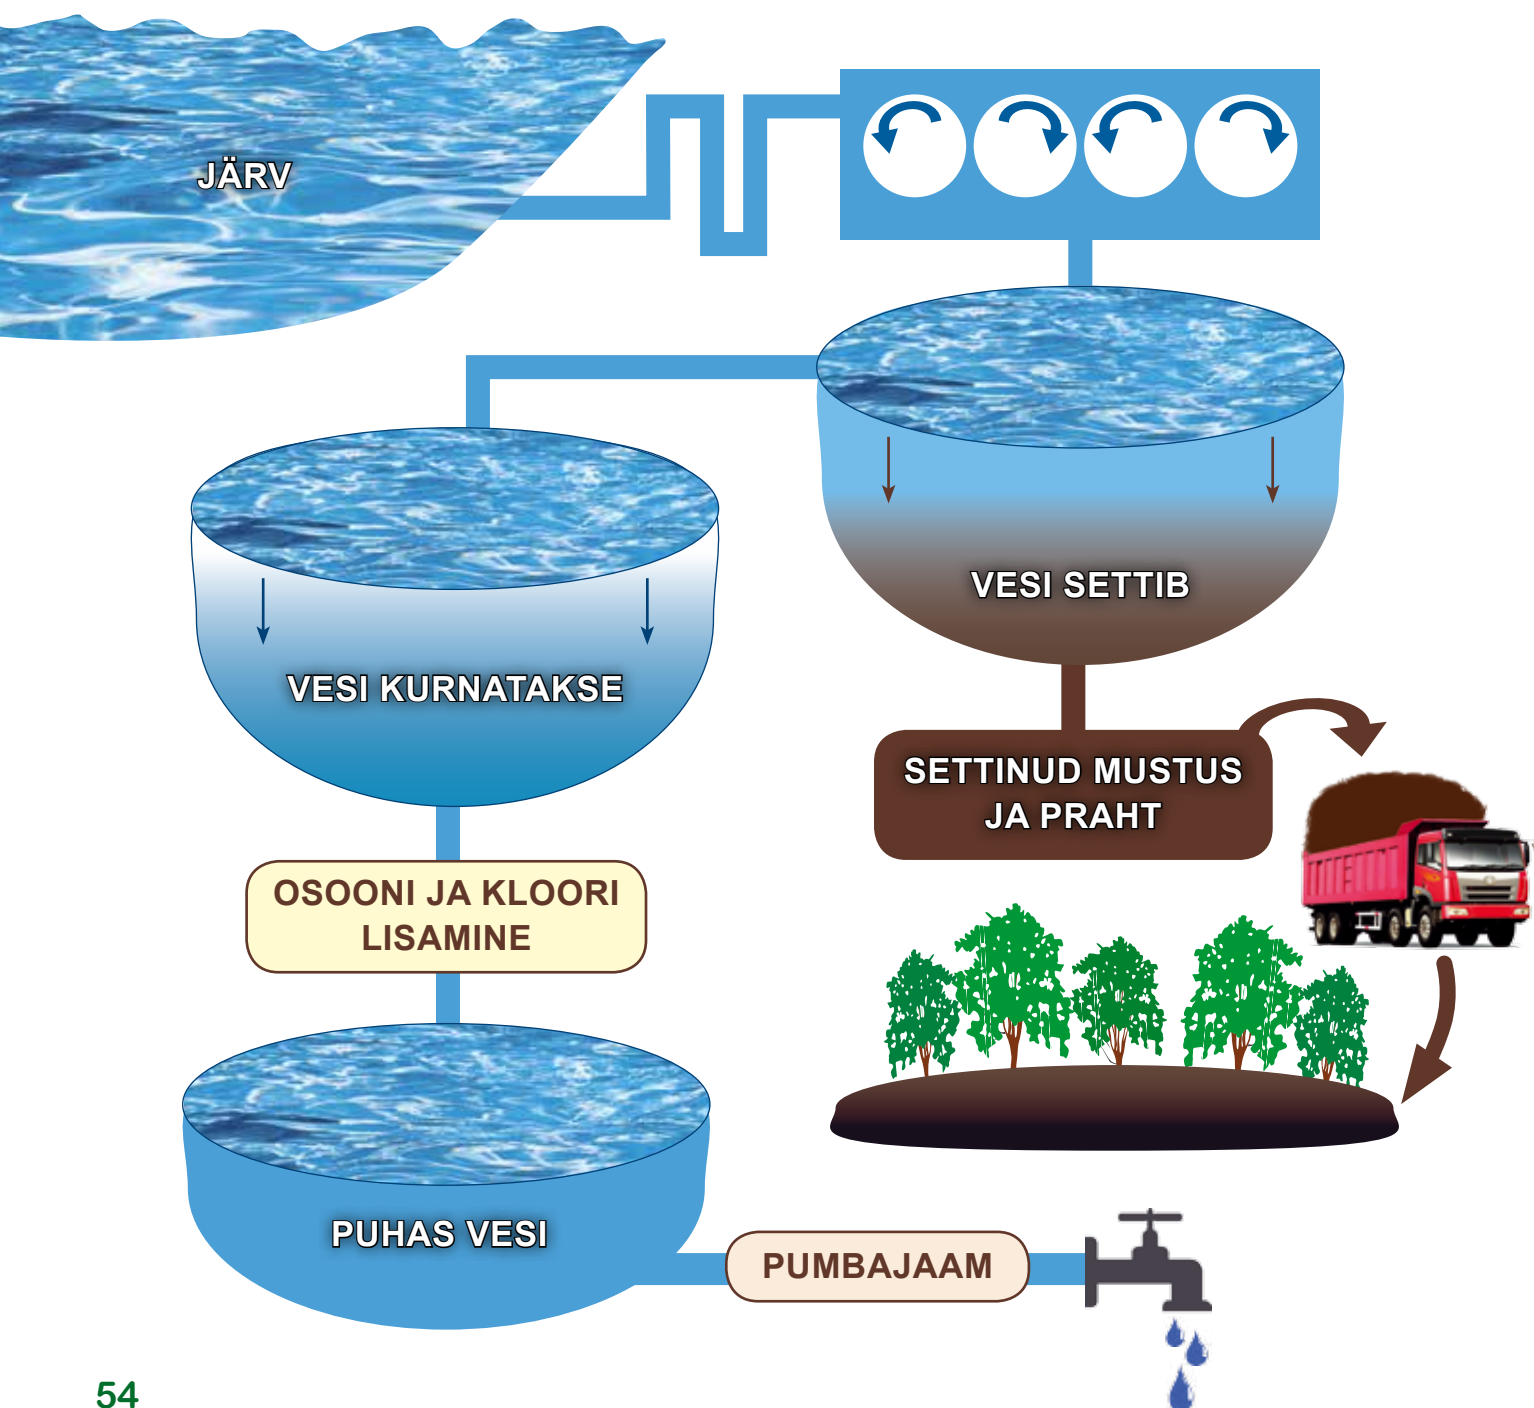 JÄRV
VESI SETTIB
VESI KURNATAKSE
SETTINUD MUSTUS
JA PRAHT
OSOONI JA KLOORI
LISAMINE
PUHAS VESI
PUMBAJAAM
54